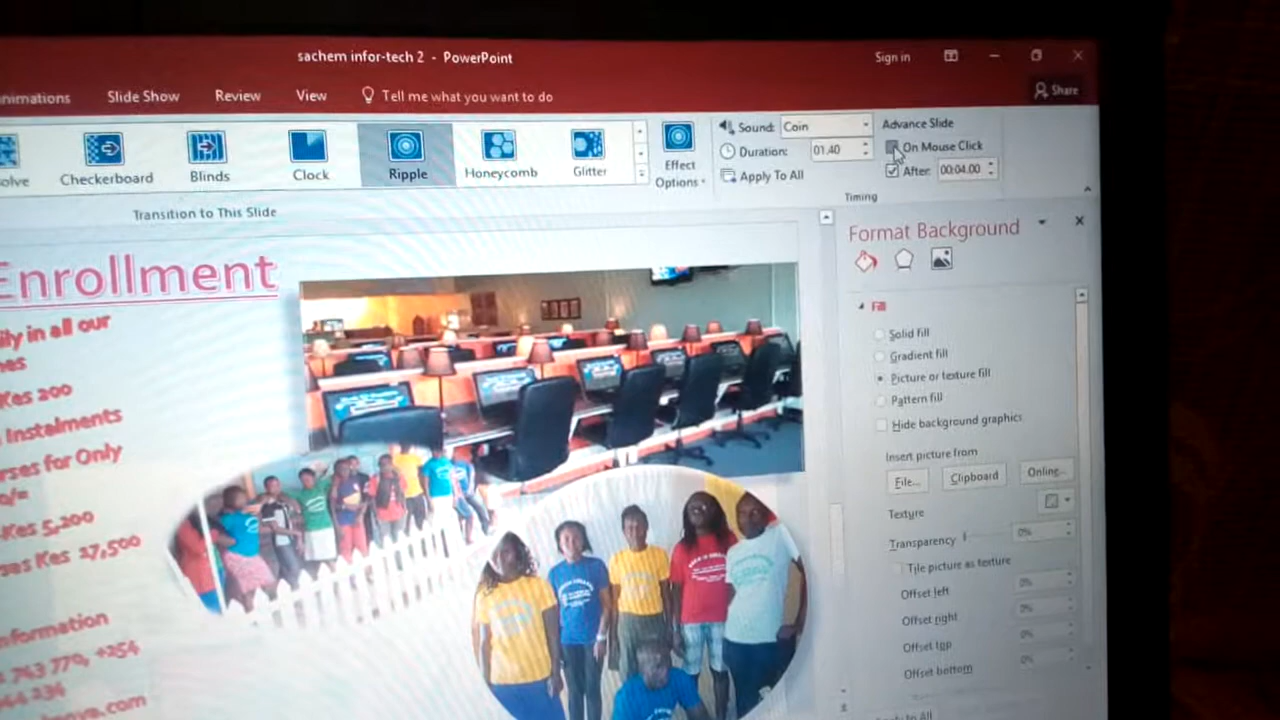 sachem infor-tech 2 - PowerPoint
Sign in
nimations
Slide Show
Review
View
Tell me what you want to do
Share
olve
Checkerboard
Blinds
Clock
Ripple
Honeycomb
Glitter
Effect
Options
Sound:
Coin
Duration:
01.40
Apply To All
Advance Slide
On Mouse Click
After:
00:04.00
Transition to This Slide
Timing
Enrollment
ily in all our
Kes 200
n Instalments
rses for Only
Kes 5,200
ses Kes 17,500
nformation
743 770, +254
Format Background
Fill
Solid fill
Gradient fill
Picture or texture fill
Pattern fill
Hide background graphics
Insert picture from
File...
Clipboard
Online...
Texture
Transparency
0%
Tile picture as texture
Offset left
0%
Offset right
0%
Offset top
0%
Offset bottom
0%